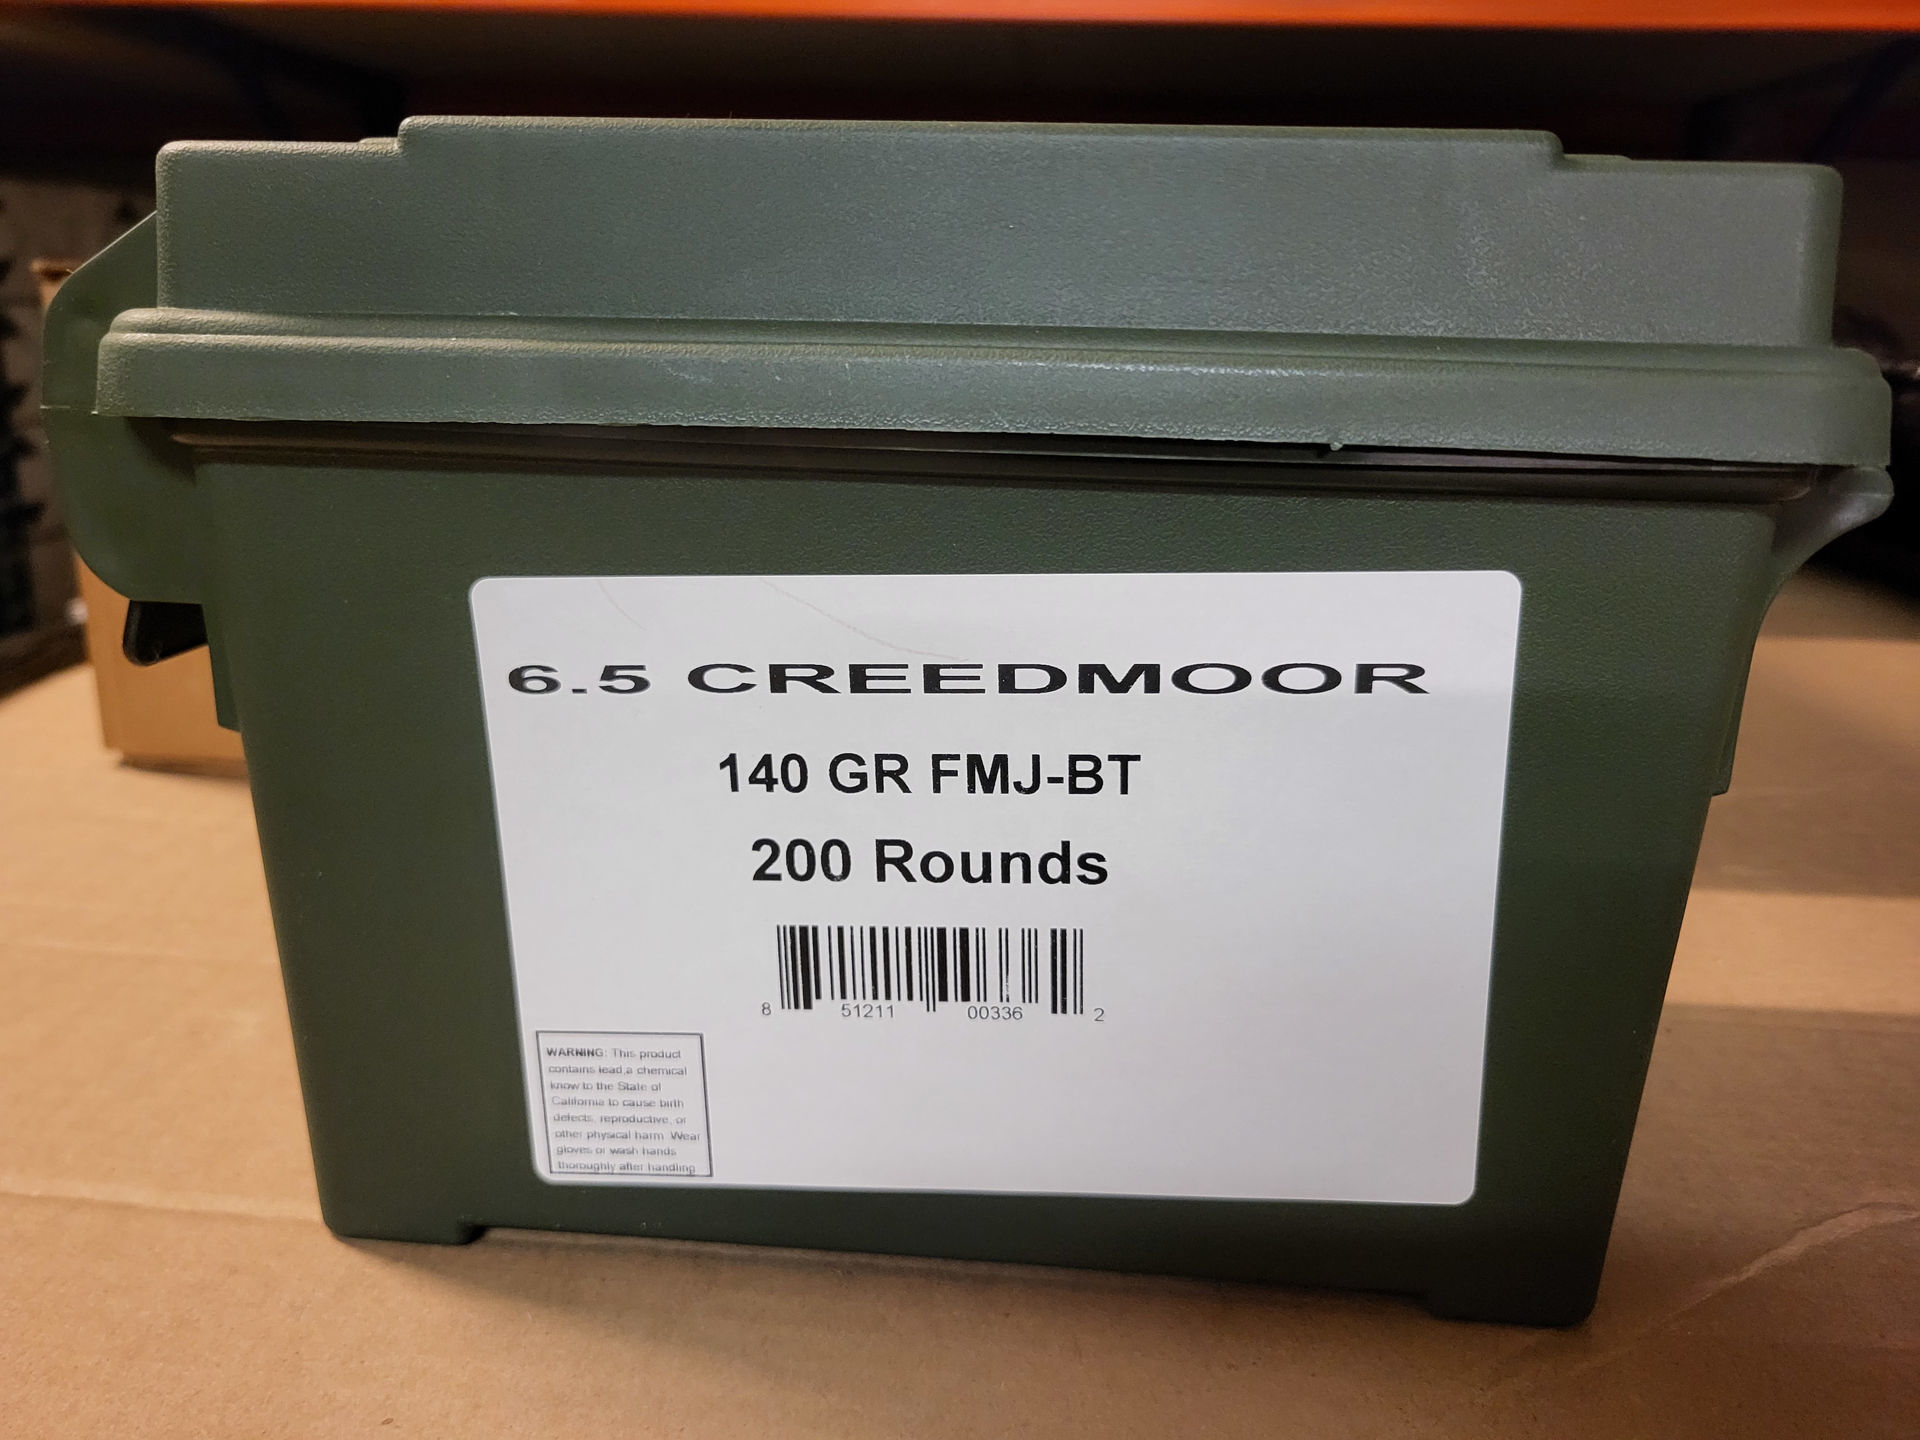 6.5 CREEDMOOR
140 GR FMJ-BT
200 Rounds
8 51211 00336 2
WARNING: This product
contains lead,a chemical
know to the State of
California to cause birth
defects, reproductive, or
other physical harm. Wear
gloves or wash hands
thoroughly after handling